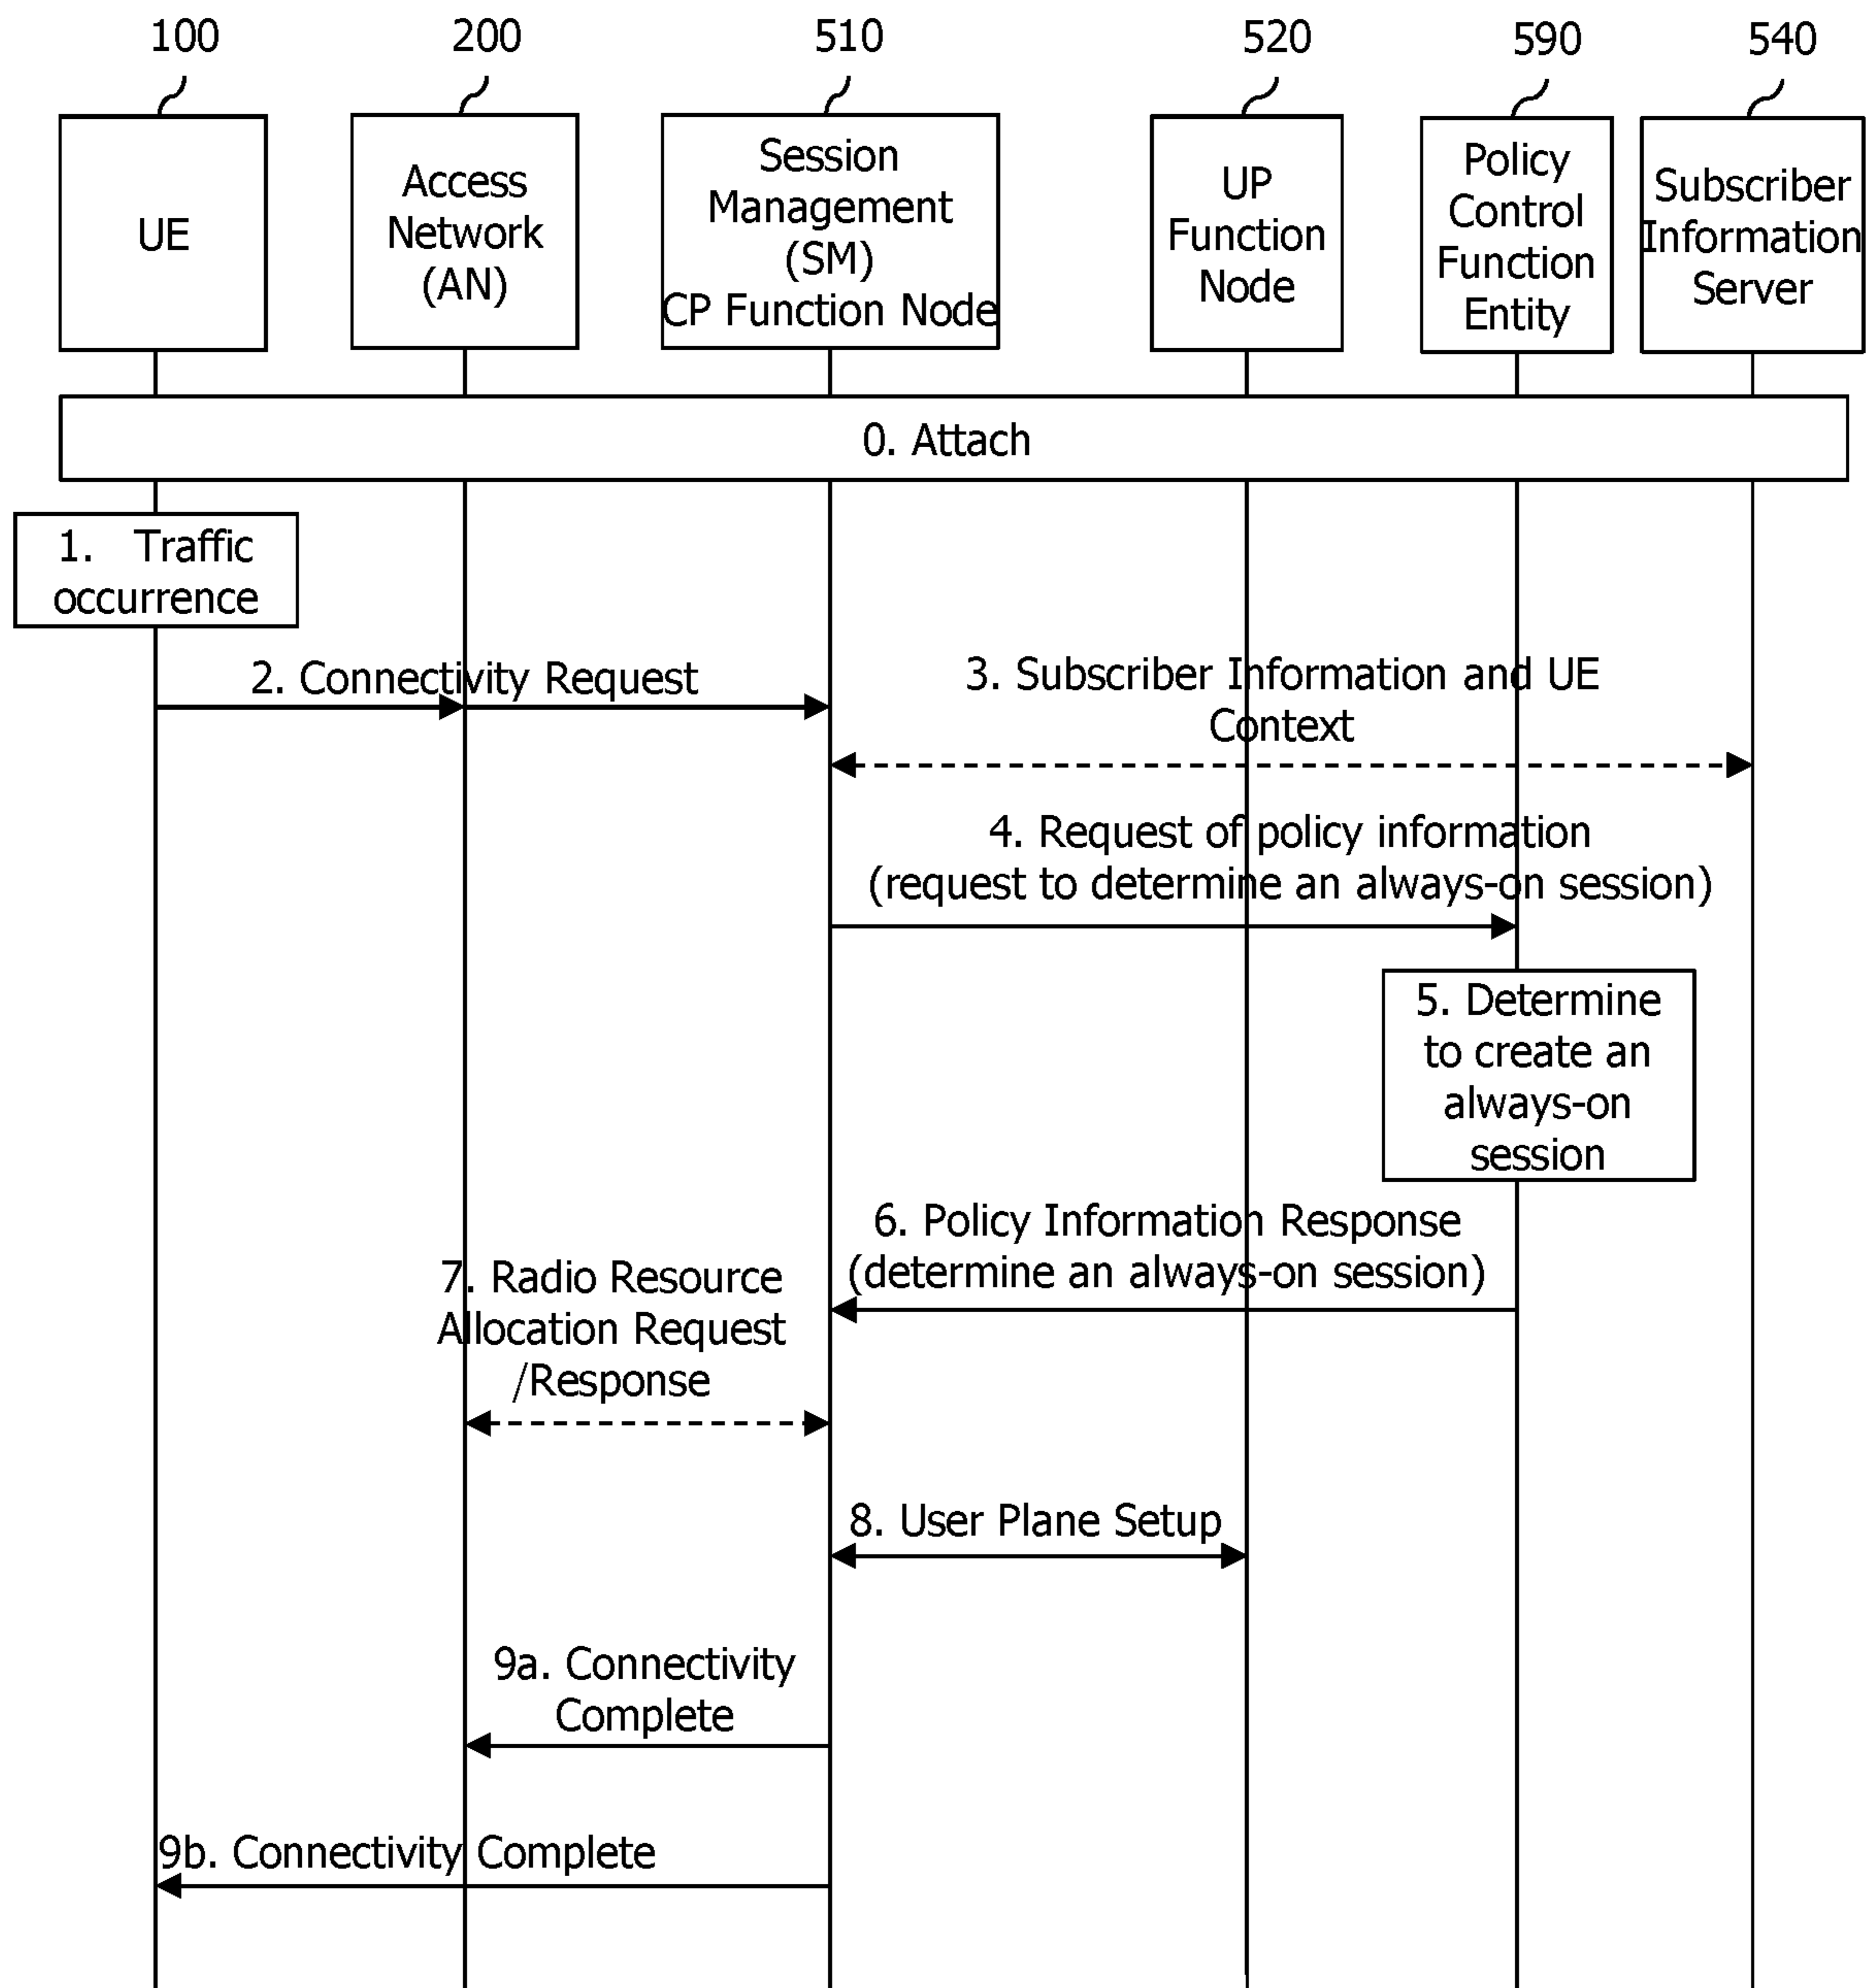 100
200
510
520
590
540
UE
Access
Network
(AN)
Session
Management
(SM)
CP Function Node
UP
Function
Node
Policy
Control
Function
Entity
Subscriber
Information
Server
0. Attach
1. Traffic
occurrence
2. Connectivity Request
3. Subscriber Information and UE
Context
4. Request of policy information
(request to determine an always-on session)
5. Determine
to create an
always-on
session
6. Policy Information Response
(determine an always-on session)
7. Radio Resource
Allocation Request
/Response
8. User Plane Setup
9a. Connectivity
Complete
9b. Connectivity Complete